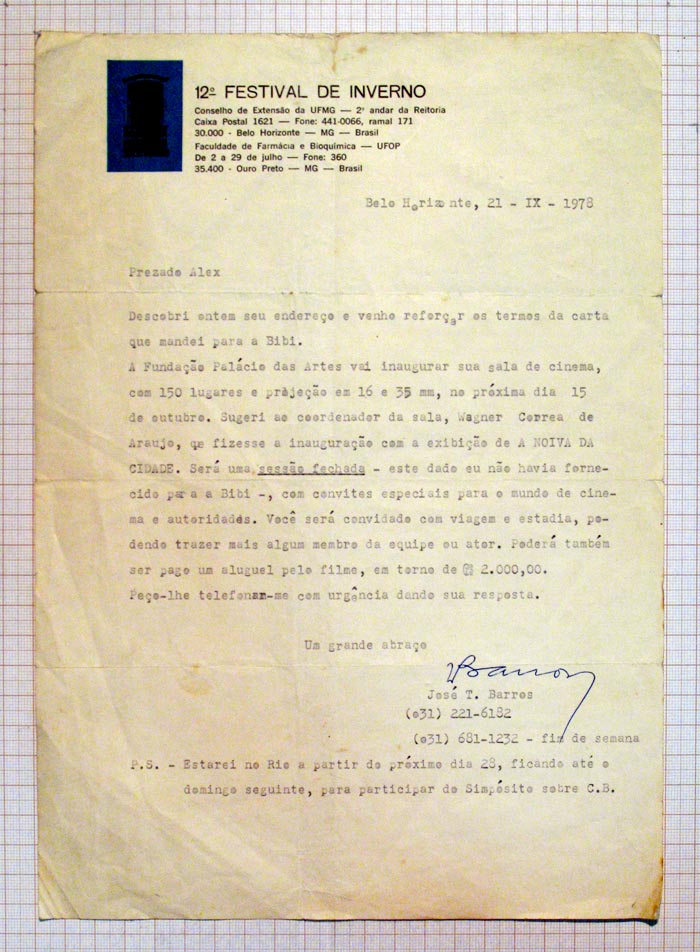 12º FESTIVAL DE INVERNO
Conselho de Extensão da UFMG — 2º andar da Reitoria
Caixa Postal 1621 — Fone: 441-0066, ramal 171
30.000 - Belo Horizonte — MG — Brasil
Faculdade de Farmácia e Bioquímica — UFOP
De 2 a 29 de julho — Fone: 360
35.400 - Ouro Preto — MG — Brasil
Belo Horizonte, 21 - IX - 1978
Prezado Alex
Descobri ontem seu endereço e venho reforçar os termos da carta
que mandei para a Bibi.
A Fundação Palácio das Artes vai inaugurar sua sala de cinema,
com 150 lugares e projeção em 16 e 35 mm, no próximo dia 15
de outubro. Sugeri ao coordenador da sala, Wagner Correa de
Araujo, qe fizesse a inauguração com a exibição de A NOIVA DA
CIDADE. Será uma sessão fechada - este dado eu não havia forne-
cido para a Bibi -, com convites especiais para o mundo de cine-
ma e autoridades. Você será convidado com viagem e estadia, po-
dendo trazer mais algum membro da equipe ou ator. Poderá também
ser pago um aluguel pelo filme, em torno de 2.000,00.
Peço-lhe telefonar-me com urgência dando sua resposta.
Um grande abraço
Barros
José T. Barros
(031) 221-6182
(031) 681-1232 - fim de semana
P.S. - Estarei no Rio a partir do próximo dia 28, ficando até o
domingo seguinte, para participar do Simpósito sobre C.B.